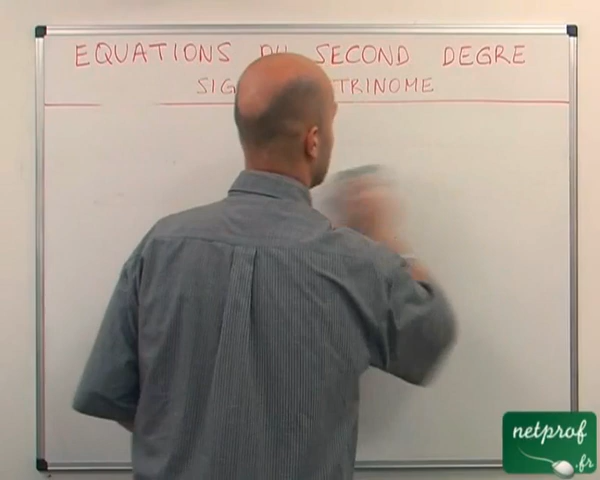 EQUATIONS DU SECOND DEGRE
SIG TRINOME
netprof
.fr